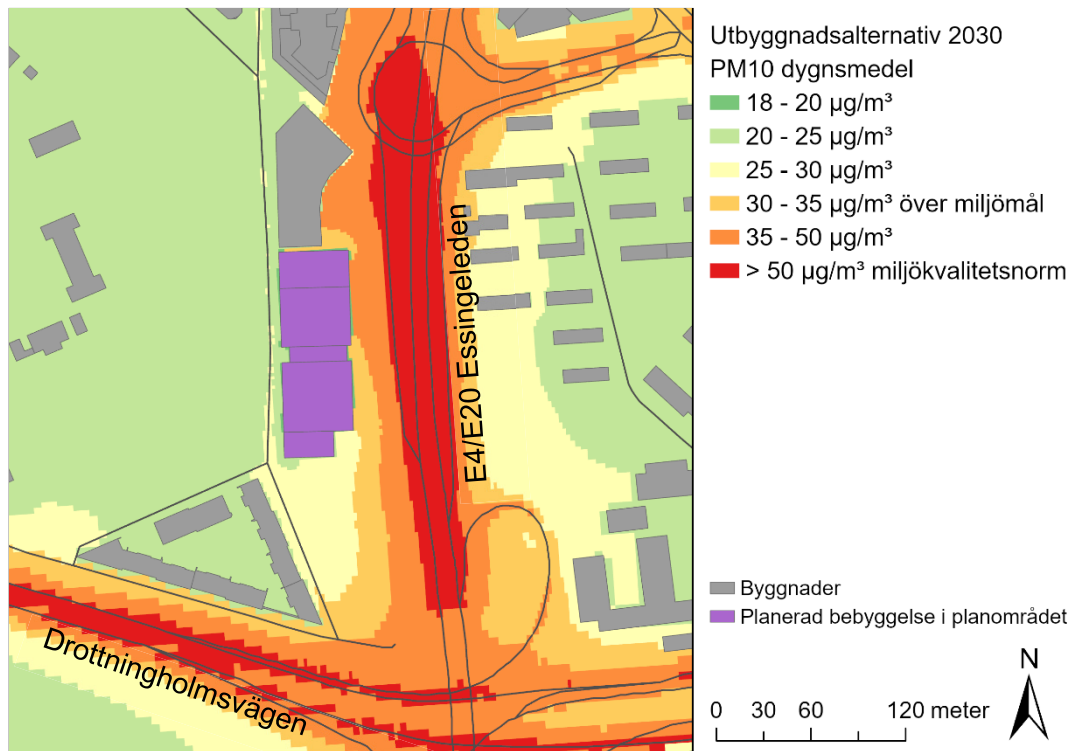 Utbyggnadsalternativ 2030
PM10 dygnsmedel
18 - 20 µg/m³
20 - 25 µg/m³
25 - 30 µg/m³
30 - 35 µg/m³ över miljömål
35 - 50 µg/m³
> 50 µg/m³ miljökvalitetsnorm
E4/E20 Essingeleden
Drottningholmsvägen
Byggnader
Planerad bebyggelse i planområdet
N
0 30 60 120 meter